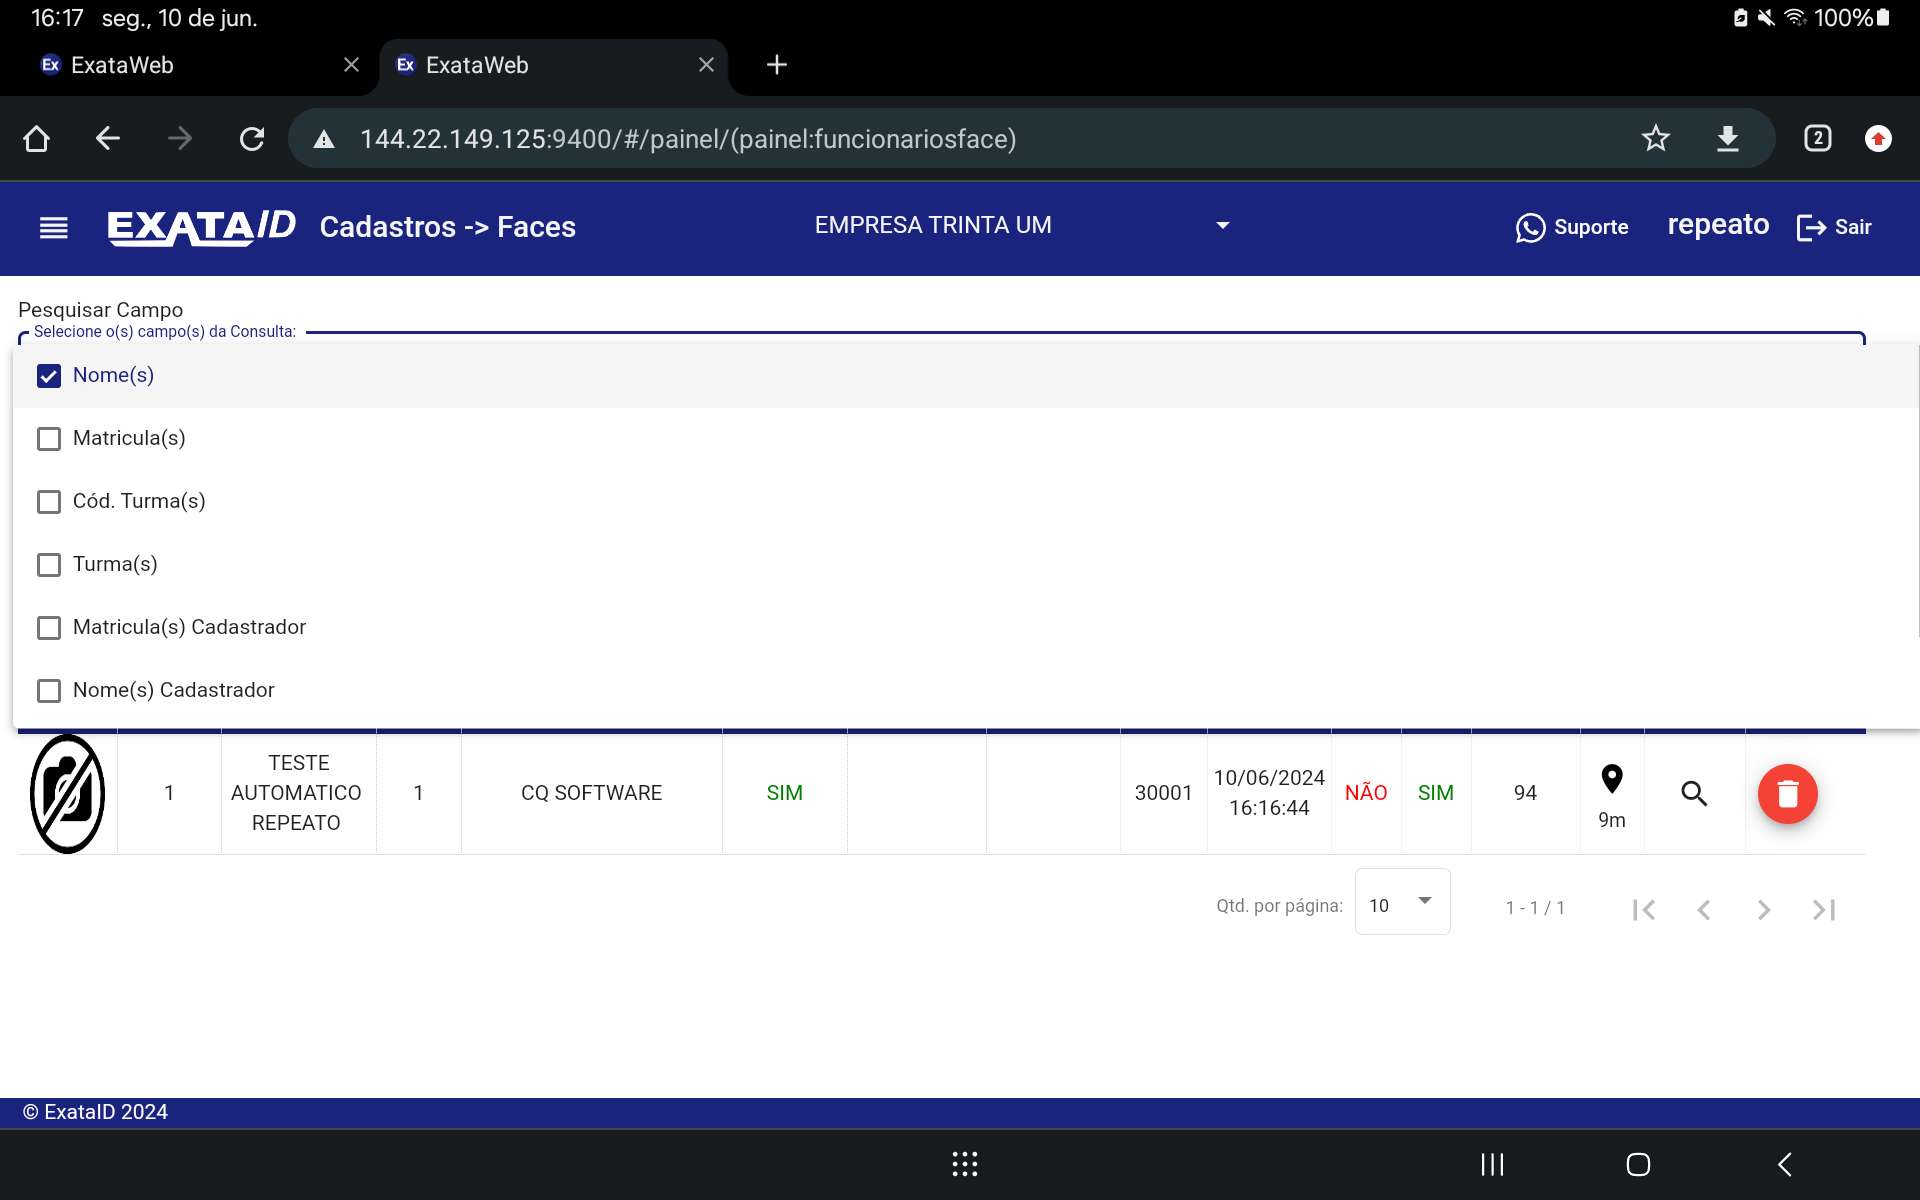 16:17 seg., 10 de jun.
100%
Ex ExataWeb
Ex ExataWeb
144.22.149.125:9400/#/painel/(painel:funcionariosface)
2
EXATAID
Cadastros -> Faces
EMPRESA TRINTA UM
Suporte
repeato
Sair
Pesquisar Campo
Selecione o(s) campo(s) da Consulta:
Nome(s)
Matricula(s)
Cód. Turma(s)
Turma(s)
Matricula(s) Cadastrador
Nome(s) Cadastrador
1
TESTE
AUTOMATICO
REPEATO
1
CQ SOFTWARE
SIM
30001
10/06/2024
16:16:44
NÃO
SIM
94
9m
Qtd. por página:
10
1 - 1 / 1
© ExataID 2024